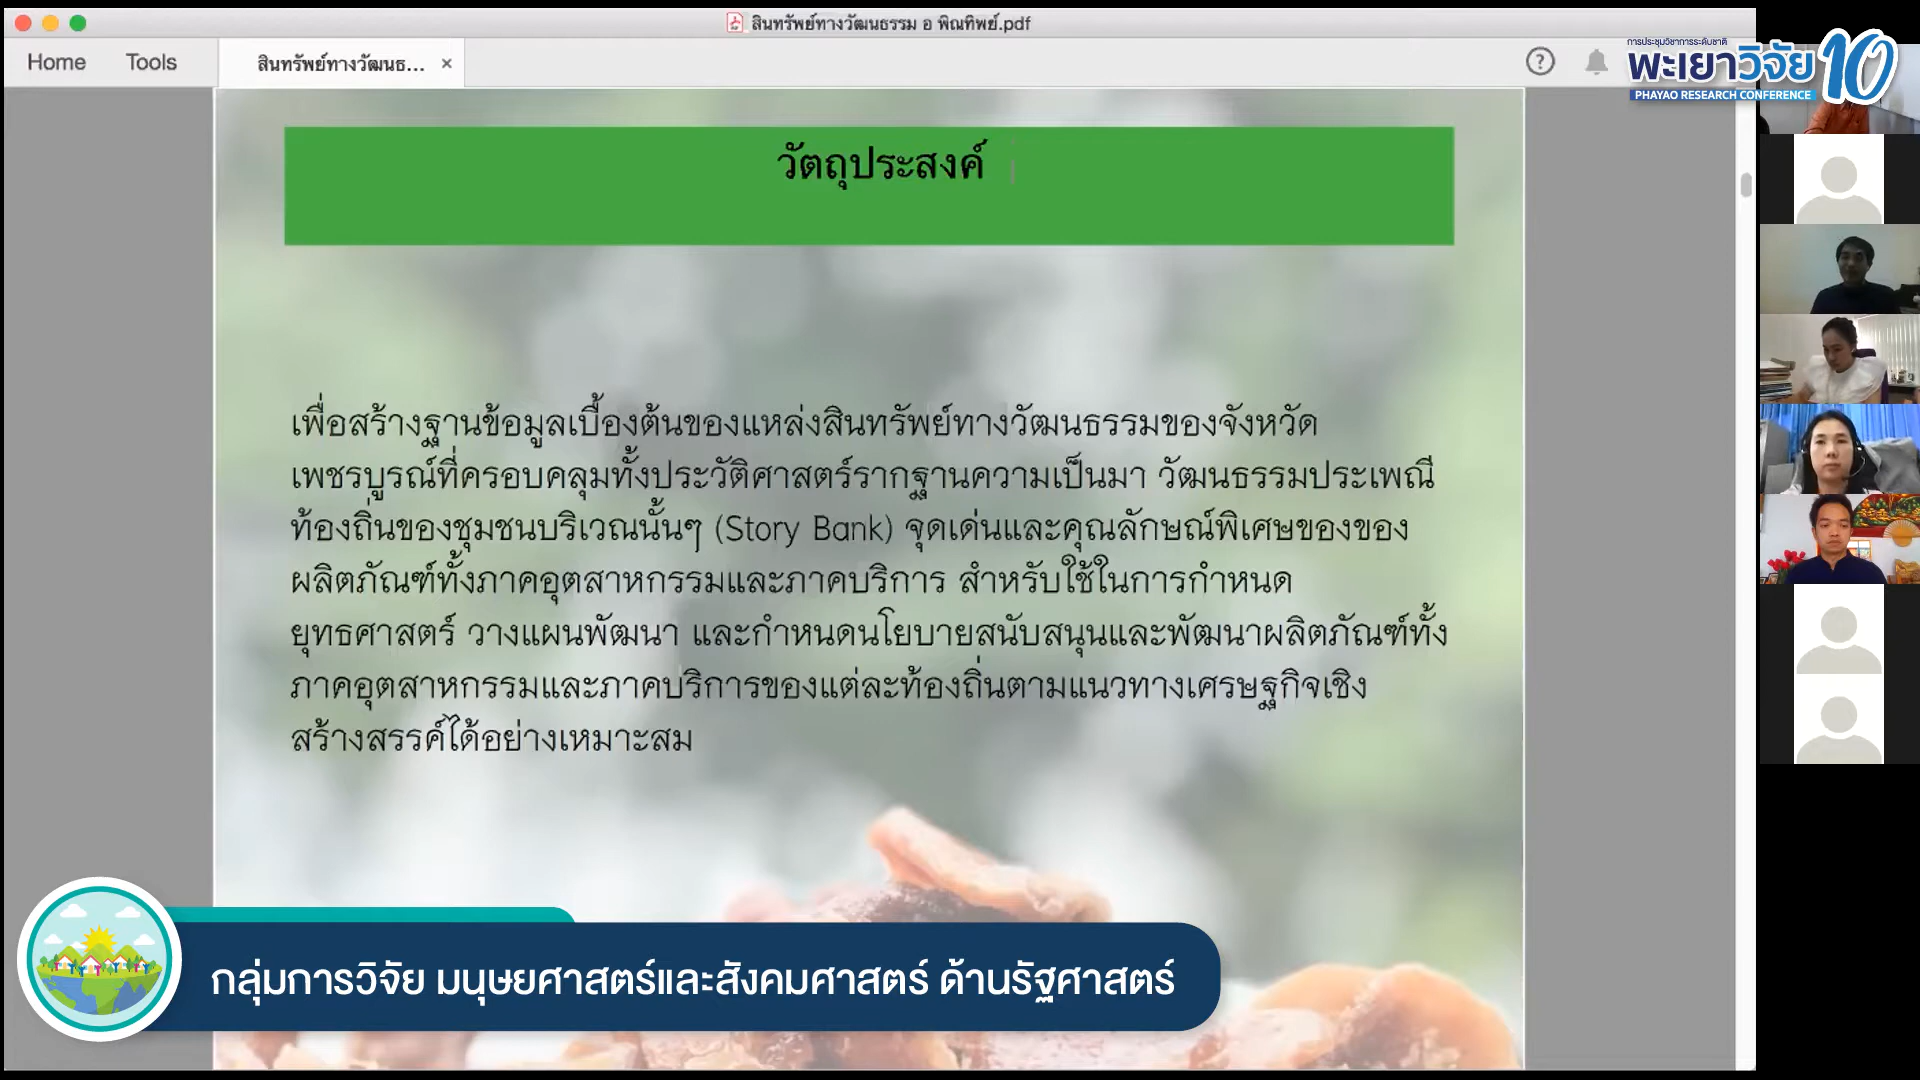 สินทรัพย์ทางวัฒนธรรม อ พิณทิพย์.pdf
Home Tools สินทรัพย์ทางวัฒนธ... ×
การประชุมวิชาการระดับชาติ
พะเยาวิจัย 10
PHAYAO RESEARCH CONFERENCE
วัตถุประสงค์
เพื่อสร้างฐานข้อมูลเบื้องต้นของแหล่งสินทรัพย์ทางวัฒนธรรมของจังหวัด
เพชรบูรณ์ที่ครอบคลุมทั้งประวัติศาสตร์รากฐานความเป็นมา วัฒนธรรมประเพณี
ท้องถิ่นของชุมชนบริเวณนั้นๆ (Story Bank) จุดเด่นและคุณลักษณ์พิเศษของของ
ผลิตภัณฑ์ทั้งภาคอุตสาหกรรมและภาคบริการ สำหรับใช้ในการกำหนด
ยุทธศาสตร์ วางแผนพัฒนา และกำหนดนโยบายสนับสนุนและพัฒนาผลิตภัณฑ์ทั้ง
ภาคอุตสาหกรรมและภาคบริการของแต่ละท้องถิ่นตามแนวทางเศรษฐกิจเชิง
สร้างสรรค์ได้อย่างเหมาะสม
กลุ่มการวิจัย มนุษยศาสตร์และสังคมศาสตร์ ด้านรัฐศาสตร์